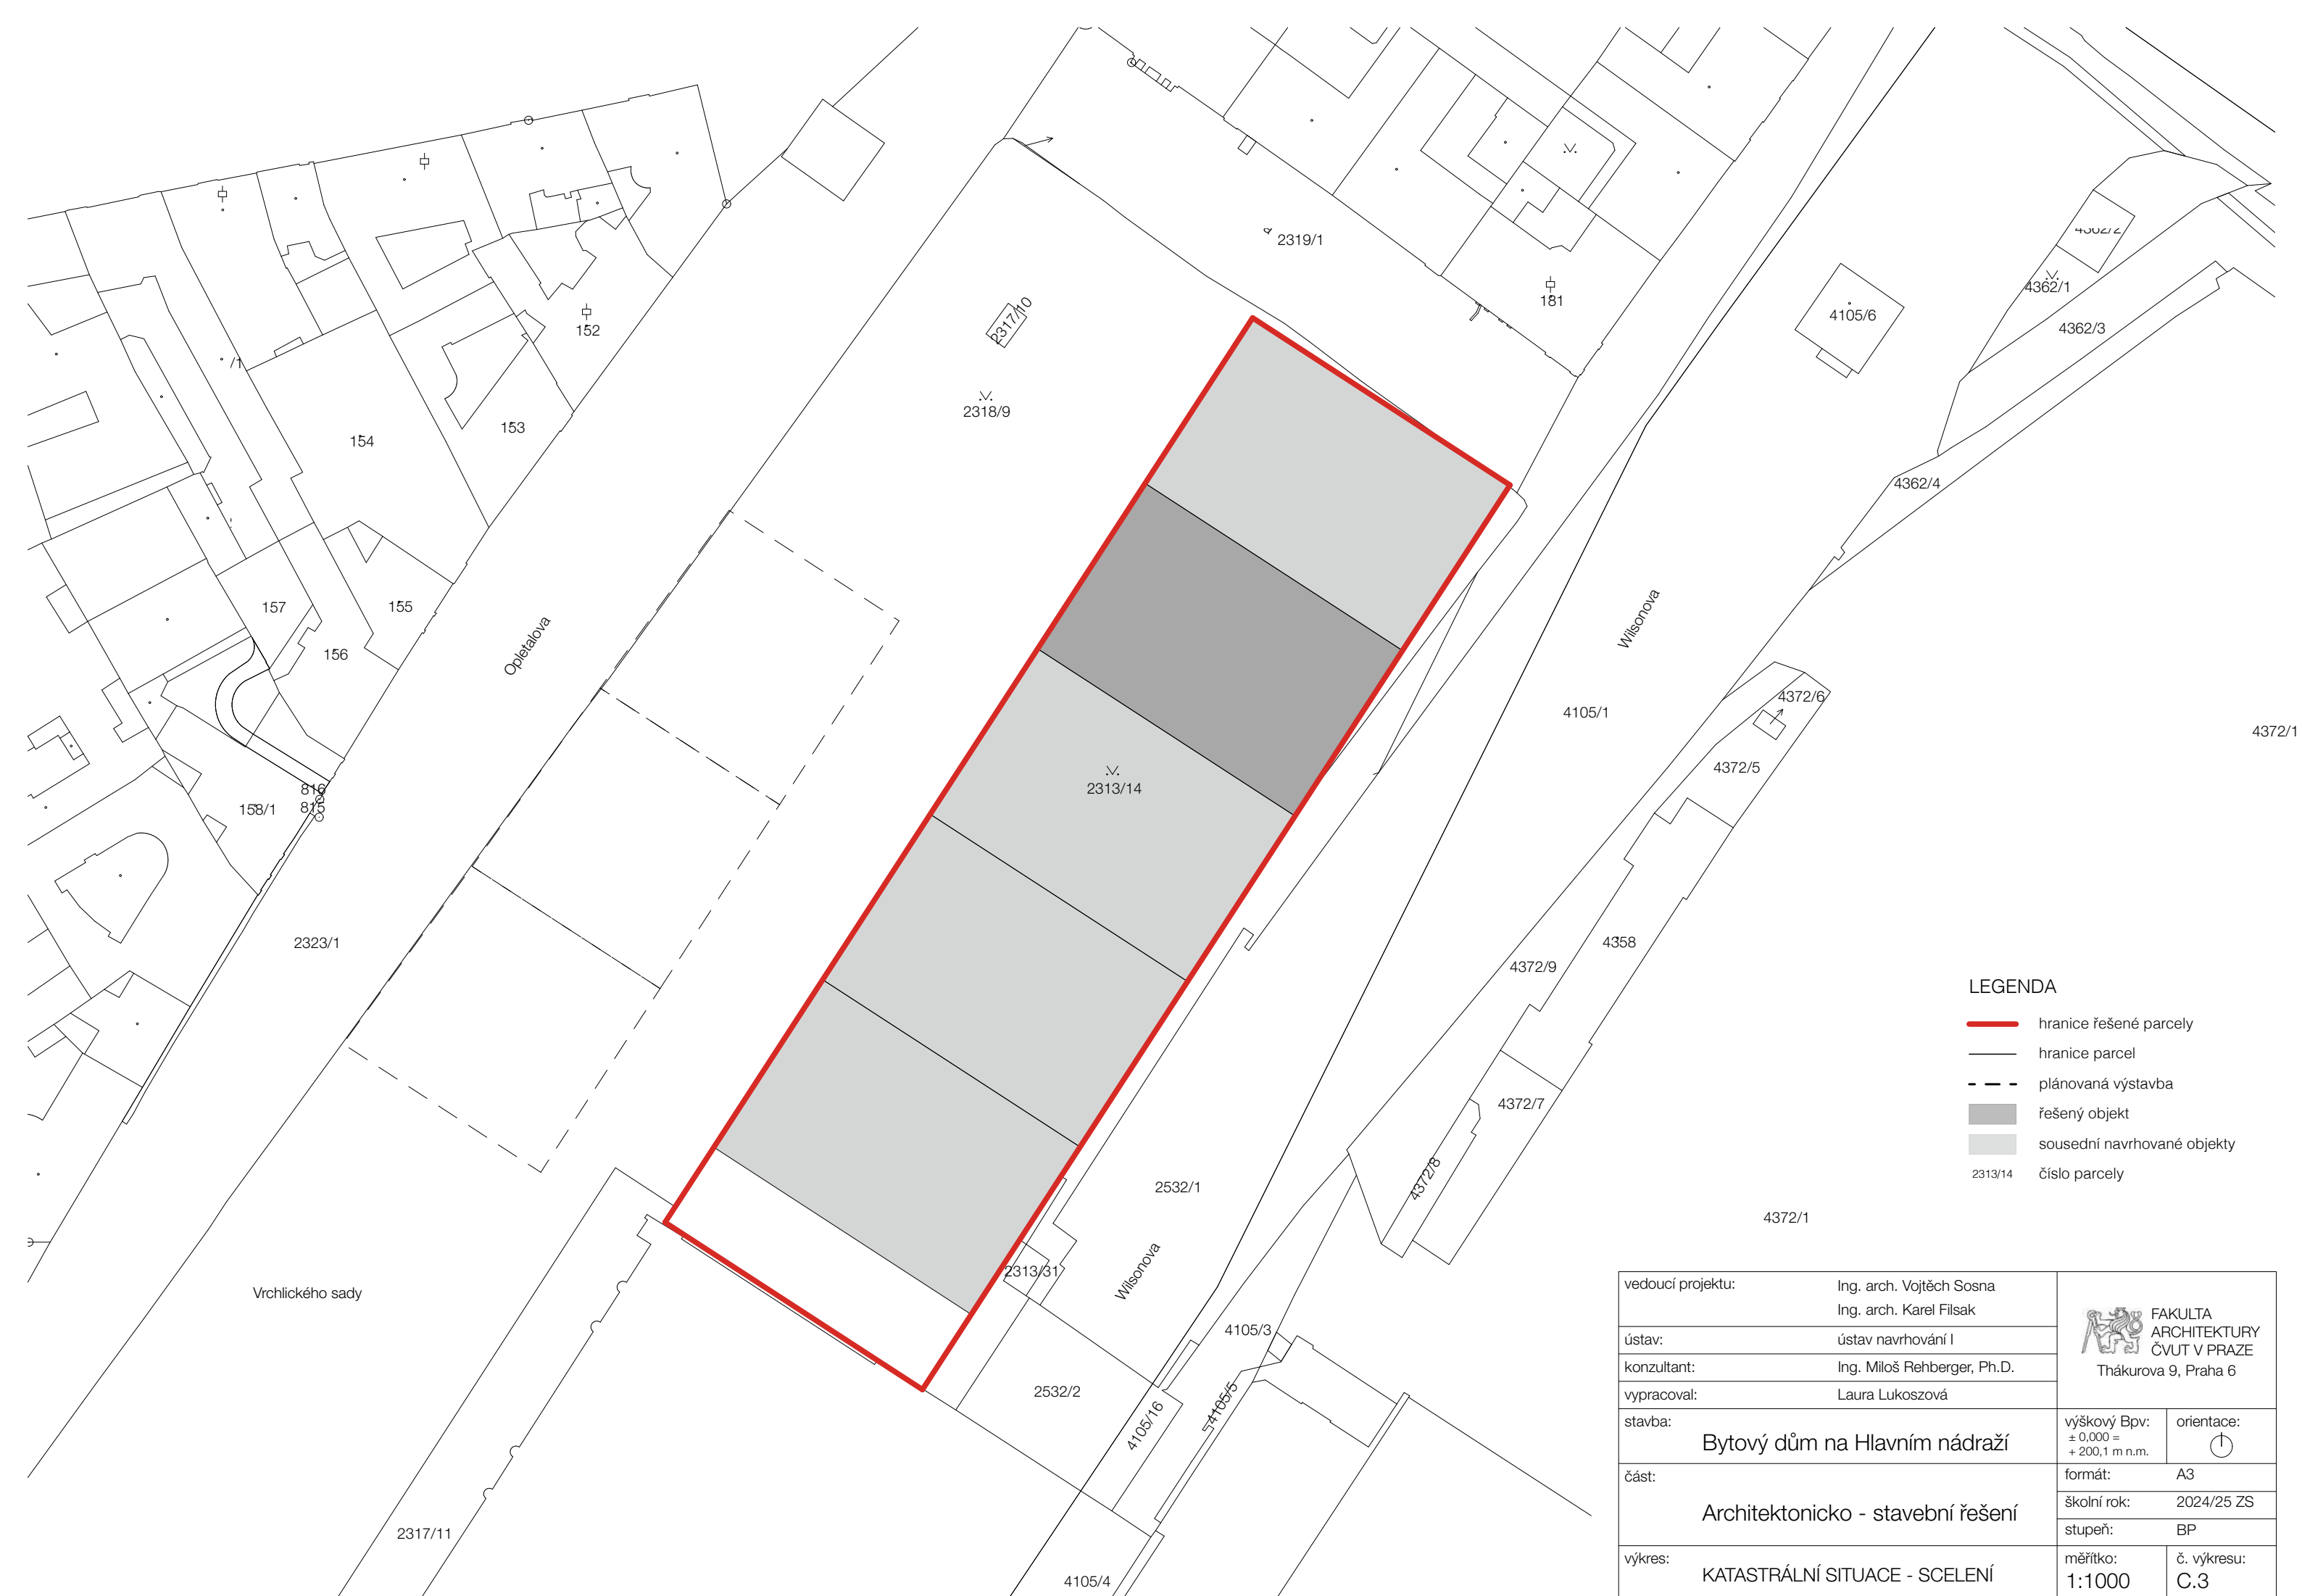 2319/1
181
152
2317/10
4105/6
4362/2
4362/1
4362/3
/1
2318/9
153
154
4362/4
157
155
Opletalova
Wilsonova
156
4372/6
4105/1
4372/1
4372/5
2313/14
816
815
158/1
2323/1
4358
4372/9
4372/7
4372/8
2532/1
4372/1
2313/31
Wilsonova
Vrchlického sady
4105/3
2532/2
4105/5
4105/16
2317/11
4105/4
LEGENDA
hranice řešené parcely
hranice parcel
plánovaná výstavba
řešený objekt
sousední navrhované objekty
2313/14 číslo parcely
vedoucí projektu: Ing. arch. Vojtěch Sosna
Ing. arch. Karel Filsak
ústav: ústav navrhování I
konzultant: Ing. Miloš Rehberger, Ph.D.
vypracoval: Laura Lukoszová
FAKULTA
ARCHITEKTURY
ČVUT V PRAZE
Thákurova 9, Praha 6
stavba:
Bytový dům na Hlavním nádraží
výškový Bpv:
± 0,000 =
+ 200,1 m n.m.
orientace:
část:
Architektonicko - stavební řešení
formát: A3
školní rok: 2024/25 ZS
stupeň: BP
výkres:
KATASTRÁLNÍ SITUACE - SCELENÍ
měřítko:
1:1000
č. výkresu:
C.3